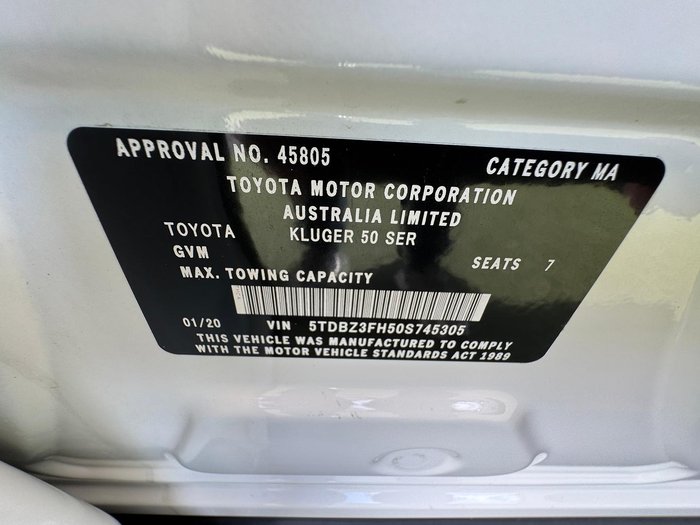 APPROVAL NO. 45805 CATEGORY MA
TOYOTA MOTOR CORPORATION
AUSTRALIA LIMITED
TOYOTA KLUGER 50 SER
GVM SEATS 7
MAX. TOWING CAPACITY
01/20 VIN 5TDBZ3FH50S745305
THIS VEHICLE WAS MANUFACTURED TO COMPLY
WITH THE MOTOR VEHICLE STANDARDS ACT 1989